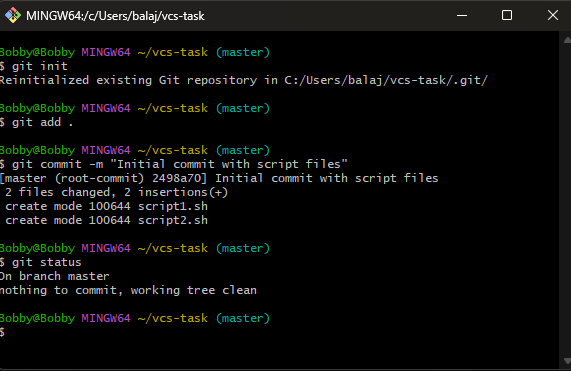 MINGW64:/c/Users/balaj/vcs-task
Bobby@Bobby MINGW64 ~/vcs-task (master)
$ git init
Reinitialized existing Git repository in C:/Users/balaj/vcs-task/.git/
Bobby@Bobby MINGW64 ~/vcs-task (master)
$ git add .
Bobby@Bobby MINGW64 ~/vcs-task (master)
$ git commit -m "Initial commit with script files"
[master (root-commit) 2498a70] Initial commit with script files
2 files changed, 2 insertions(+)
create mode 100644 script1.sh
create mode 100644 script2.sh
Bobby@Bobby MINGW64 ~/vcs-task (master)
$ git status
On branch master
nothing to commit, working tree clean
Bobby@Bobby MINGW64 ~/vcs-task (master)
$